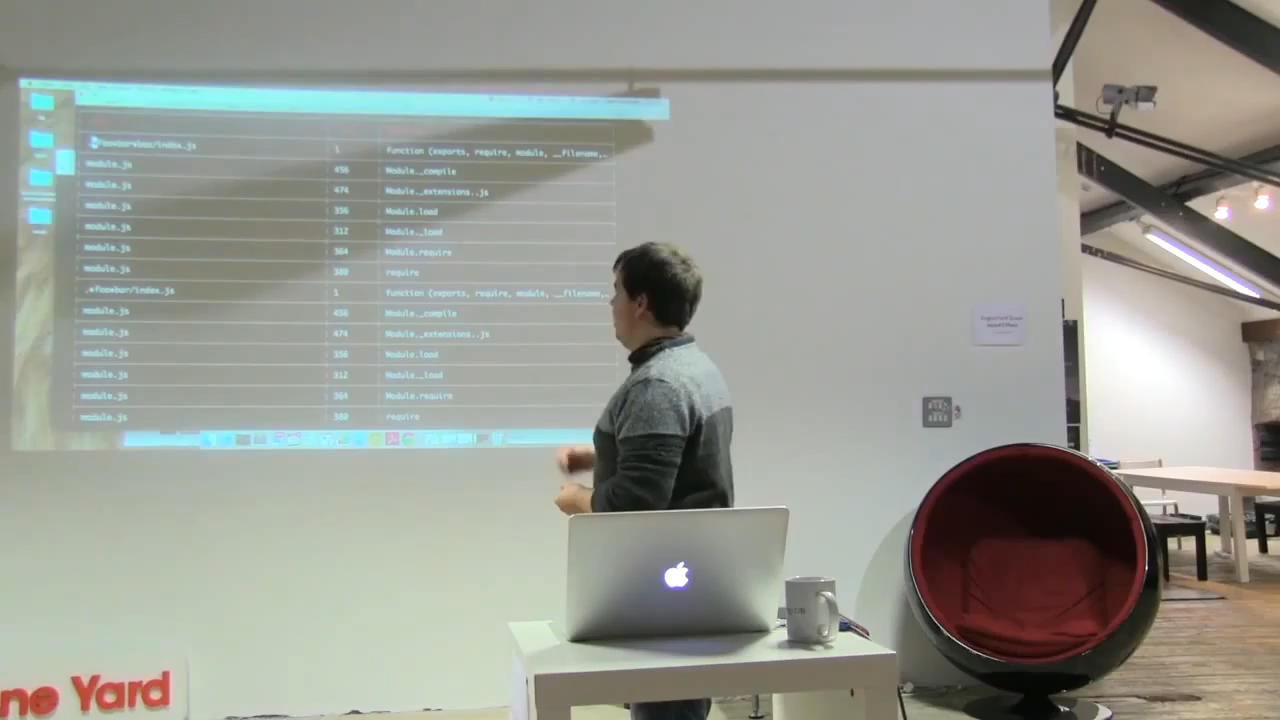 .★foo★bar★baz/index.js 1 function (exports, require, module, __filename,..
module.js 456 Module._compile
module.js 474 Module._extensions..js
module.js 356 Module.load
module.js 312 Module._load
module.js 364 Module.require
module.js 380 require
.★foo★bar/index.js 1 function (exports, require, module, __filename,..
module.js 456 Module._compile
module.js 474 Module._extensions..js
module.js 356 Module.load
module.js 312 Module._load
module.js 364 Module.require
module.js 380 require
ne Yard